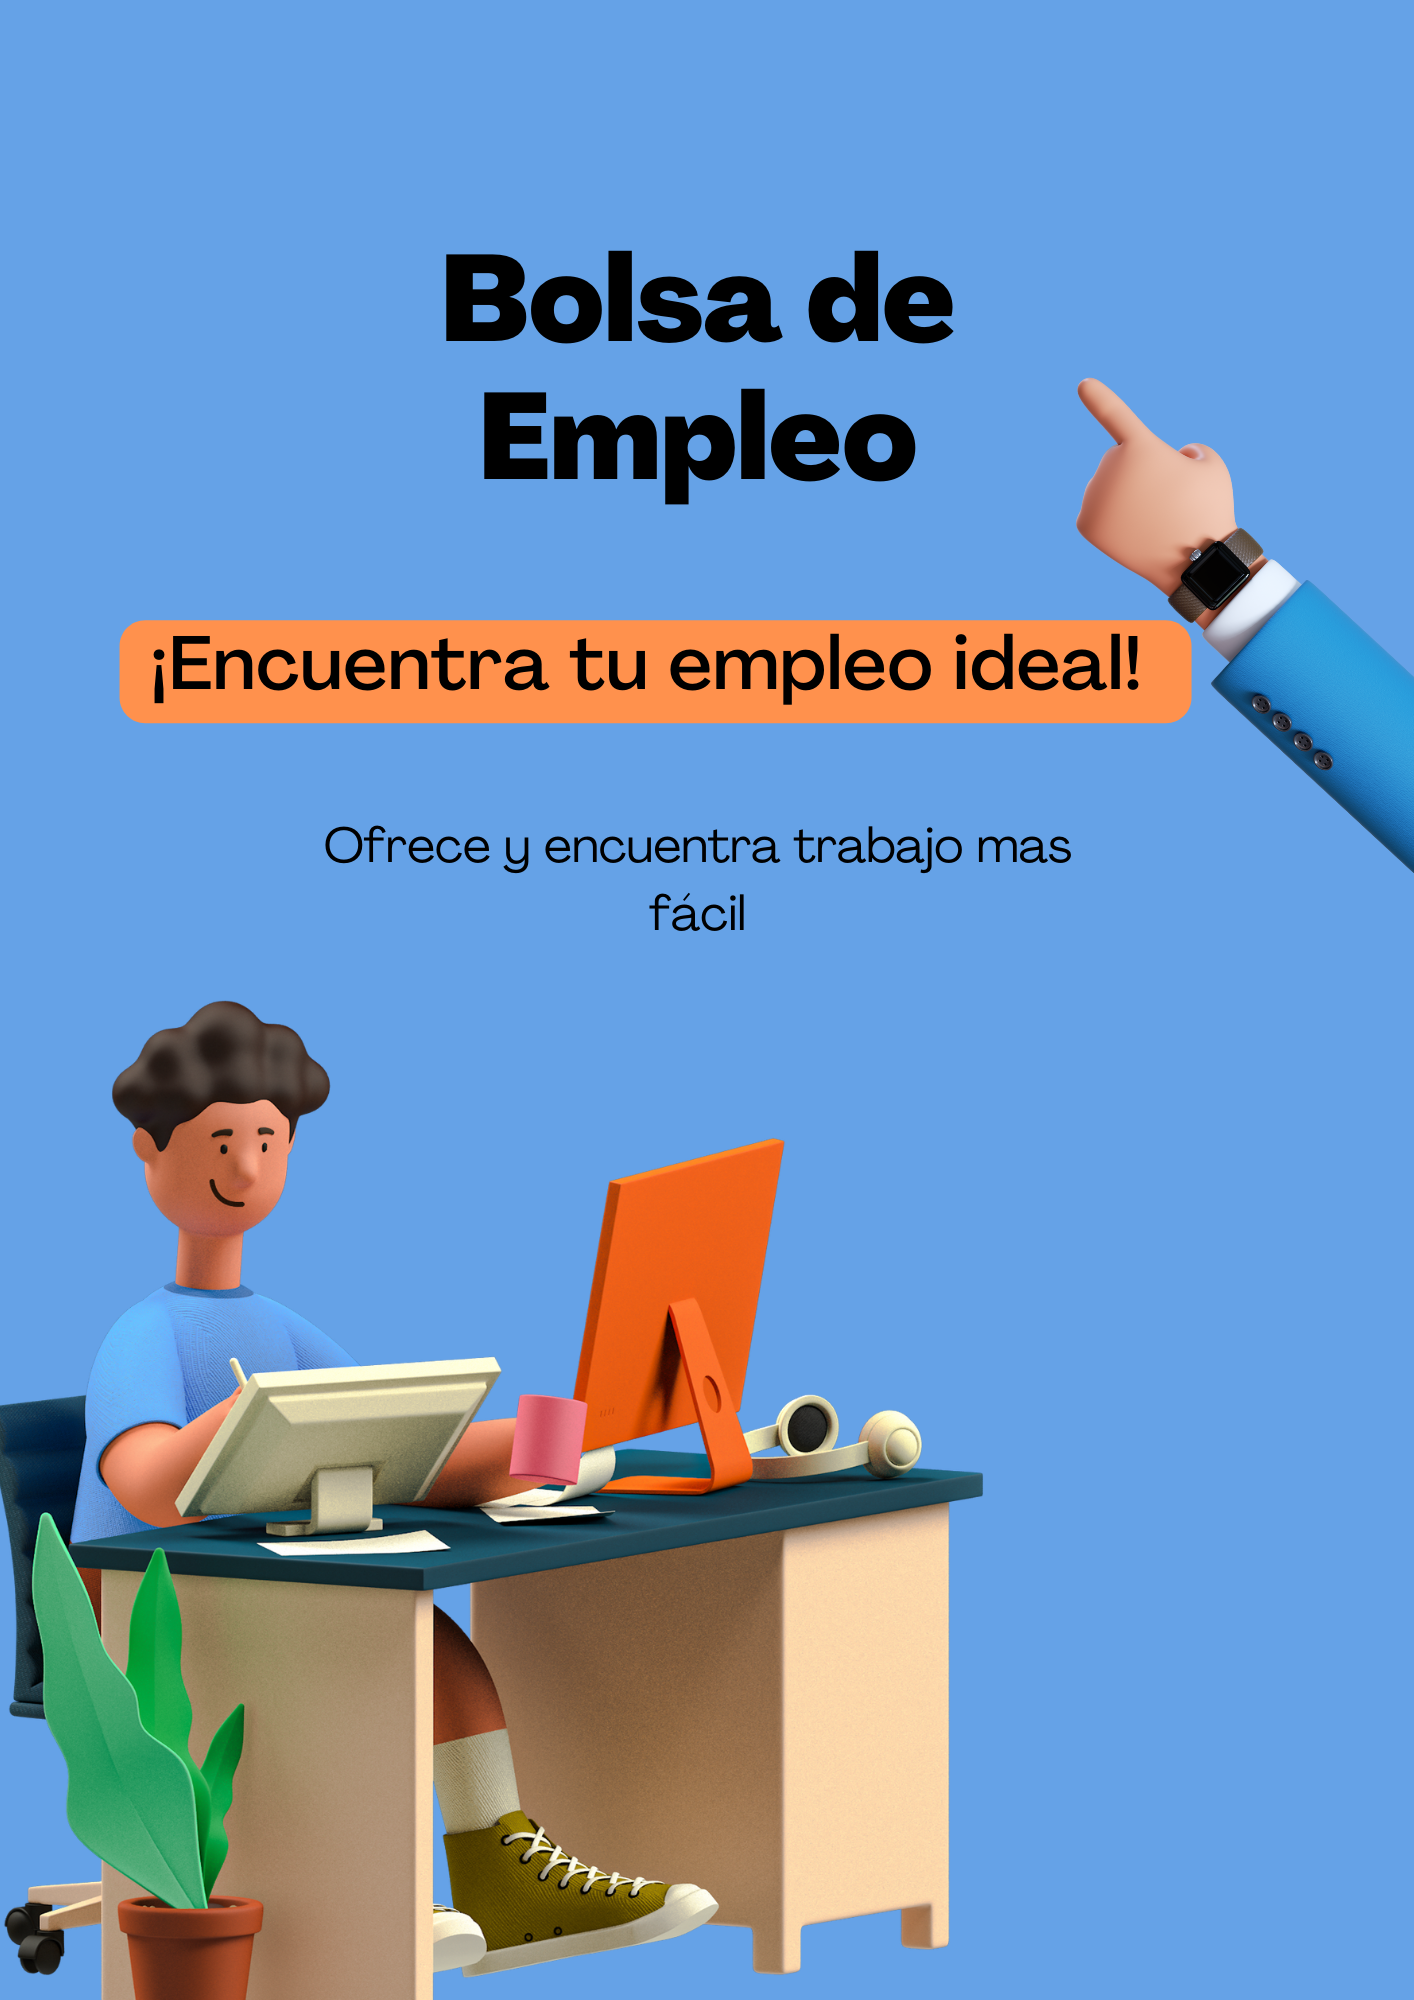 Bolsa de
Empleo
¡Encuentra tu empleo ideal!
Ofrece y encuentra trabajo mas
fácil